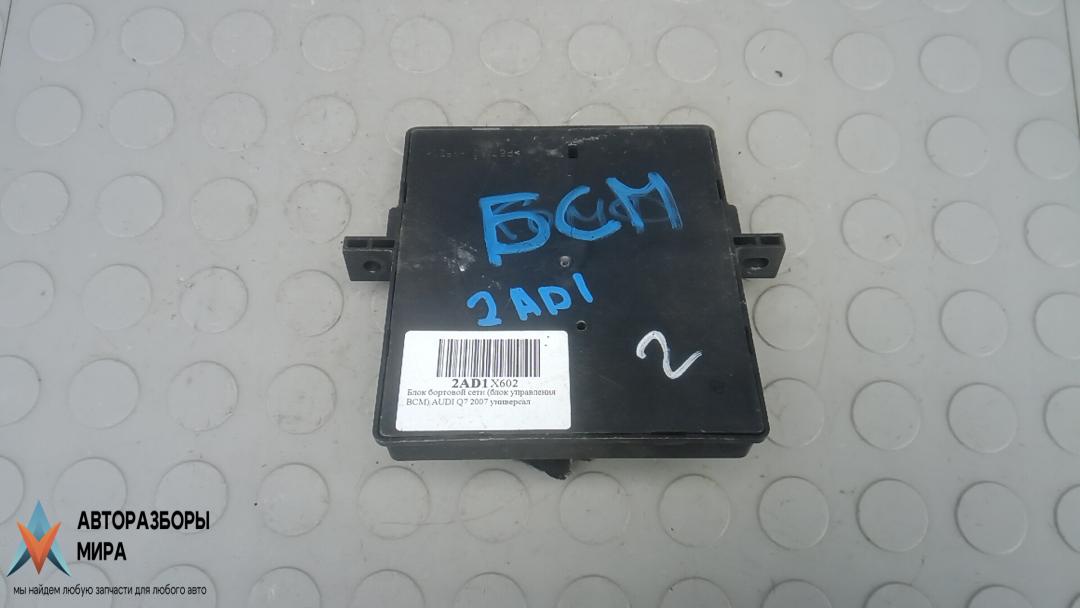 БСМ
2AD1
2
2AD1 X602
Блок бортовой сети (блок управления
BCM) AUDI Q7 2007 универсал
АВТОРАЗБОРЫ
МИРА
мы найдем любую запчасти для любого авто